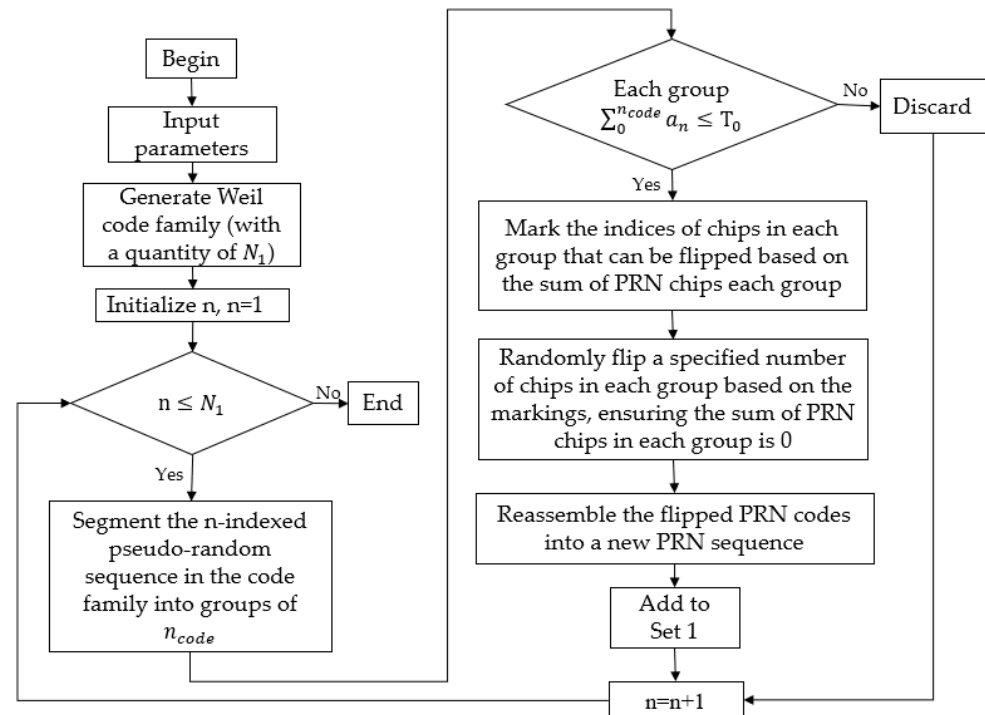 Begin
Input
parameters
Generate Weil
code family (with
a quantity of N₁)
Initialize n, n=1
n ≤ N₁
No
End
Yes
Segment the n-indexed
pseudo-random
sequence in the code
family into groups of
n_code
Each group
∑₀^{n_code} aₙ ≤ T₀
No
Discard
Yes
Mark the indices of chips in each
group that can be flipped based on
the sum of PRN chips each group
Randomly flip a specified number
of chips in each group based on the
markings, ensuring the sum of PRN
chips in each group is 0
Reassemble the flipped PRN codes
into a new PRN sequence
Add to
Set 1
n=n+1